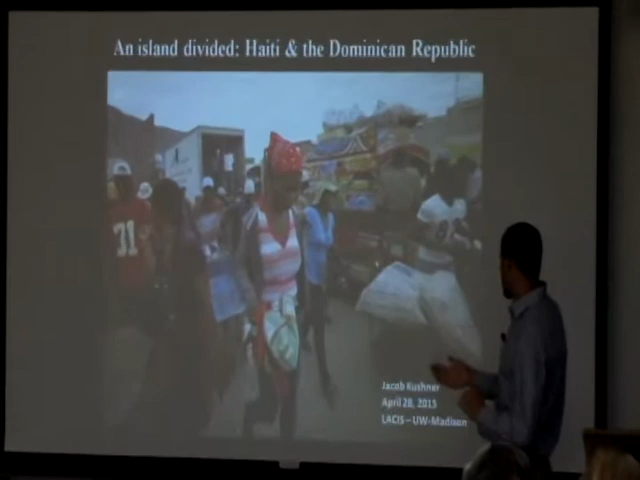 An island divided: Haiti & the Dominican Republic
31
Jacob Kushner
April 28, 2015
LACIS – UW-Madison